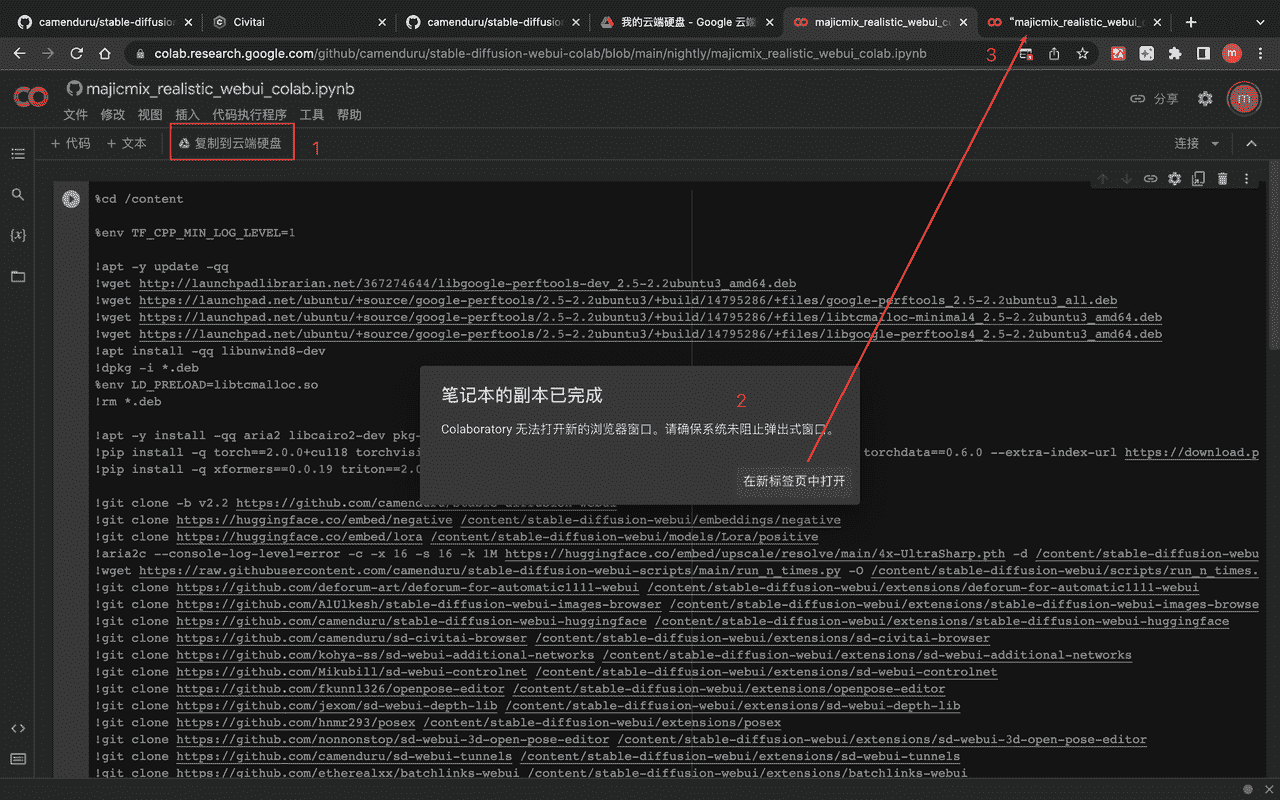 camenduru/stable-diffusion
Civitai
camenduru/stable-diffusion
我的云端硬盘 - Google 云端
majicmix_realistic_webui_c
"majicmix_realistic_webui_
colab.research.google.com/github/camenduru/stable-diffusion-webui-colab/blob/main/nightly/majicmix_realistic_webui_colab.ipynb
3
m
majicmix_realistic_webui_colab.ipynb
文件 修改 视图 插入 代码执行程序 工具 帮助
分享
m
+ 代码 + 文本
复制到云端硬盘
1
连接
%cd /content
%env TF_CPP_MIN_LOG_LEVEL=1
!apt -y update -qq
!wget http://launchpadlibrarian.net/367274644/libgoogle-perftools-dev_2.5-2.2ubuntu3_amd64.deb
!wget https://launchpad.net/ubuntu/+source/google-perftools/2.5-2.2ubuntu3/+build/14795286/+files/google-perftools_2.5-2.2ubuntu3_all.deb
!wget https://launchpad.net/ubuntu/+source/google-perftools/2.5-2.2ubuntu3/+build/14795286/+files/libtcmalloc-minimal4_2.5-2.2ubuntu3_amd64.deb
!wget https://launchpad.net/ubuntu/+source/google-perftools/2.5-2.2ubuntu3/+build/14795286/+files/libgoogle-perftools4_2.5-2.2ubuntu3_amd64.deb
!apt install -qq libunwind8-dev
!dpkg -i *.deb
%env LD_PRELOAD=libtcmalloc.so
!rm *.deb
笔记本的副本已完成
2
Colaboratory 无法打开新的浏览器窗口。请确保系统未阻止弹出式窗口。
在新标签页中打开
!apt -y install -qq aria2 libcairo2-dev pkg-
!pip install -q torch==2.0.0+cu118 torchvisi torchdata==0.6.0 --extra-index-url https://download.p
!pip install -q xformers==0.0.19 triton==2.0
!git clone -b v2.2 https://github.com/camenduru/stable-diffusion-webui
!git clone https://huggingface.co/embed/negative /content/stable-diffusion-webui/embeddings/negative
!git clone https://huggingface.co/embed/lora /content/stable-diffusion-webui/models/Lora/positive
!aria2c --console-log-level=error -c -x 16 -s 16 -k 1M https://huggingface.co/embed/upscale/resolve/main/4x-UltraSharp.pth -d /content/stable-diffusion-webu
!wget https://raw.githubusercontent.com/camenduru/stable-diffusion-webui-scripts/main/run_n_times.py -O /content/stable-diffusion-webui/scripts/run_n_times.
!git clone https://github.com/deforum-art/deforum-for-automatic1111-webui /content/stable-diffusion-webui/extensions/deforum-for-automatic1111-webui
!git clone https://github.com/AlUlkesh/stable-diffusion-webui-images-browser /content/stable-diffusion-webui/extensions/stable-diffusion-webui-images-browse
!git clone https://github.com/camenduru/stable-diffusion-webui-huggingface /content/stable-diffusion-webui/extensions/stable-diffusion-webui-huggingface
!git clone https://github.com/camenduru/sd-civitai-browser /content/stable-diffusion-webui/extensions/sd-civitai-browser
!git clone https://github.com/kohya-ss/sd-webui-additional-networks /content/stable-diffusion-webui/extensions/sd-webui-additional-networks
!git clone https://github.com/Mikubill/sd-webui-controlnet /content/stable-diffusion-webui/extensions/sd-webui-controlnet
!git clone https://github.com/fkunn1326/openpose-editor /content/stable-diffusion-webui/extensions/openpose-editor
!git clone https://github.com/jexom/sd-webui-depth-lib /content/stable-diffusion-webui/extensions/sd-webui-depth-lib
!git clone https://github.com/hnmr293/posex /content/stable-diffusion-webui/extensions/posex
!git clone https://github.com/nonnonstop/sd-webui-3d-open-pose-editor /content/stable-diffusion-webui/extensions/sd-webui-3d-open-pose-editor
!git clone https://github.com/camenduru/sd-webui-tunnels /content/stable-diffusion-webui/extensions/sd-webui-tunnels
!git clone https://github.com/etherealxx/batchlinks-webui /content/stable-diffusion-webui/extensions/batchlinks-webui